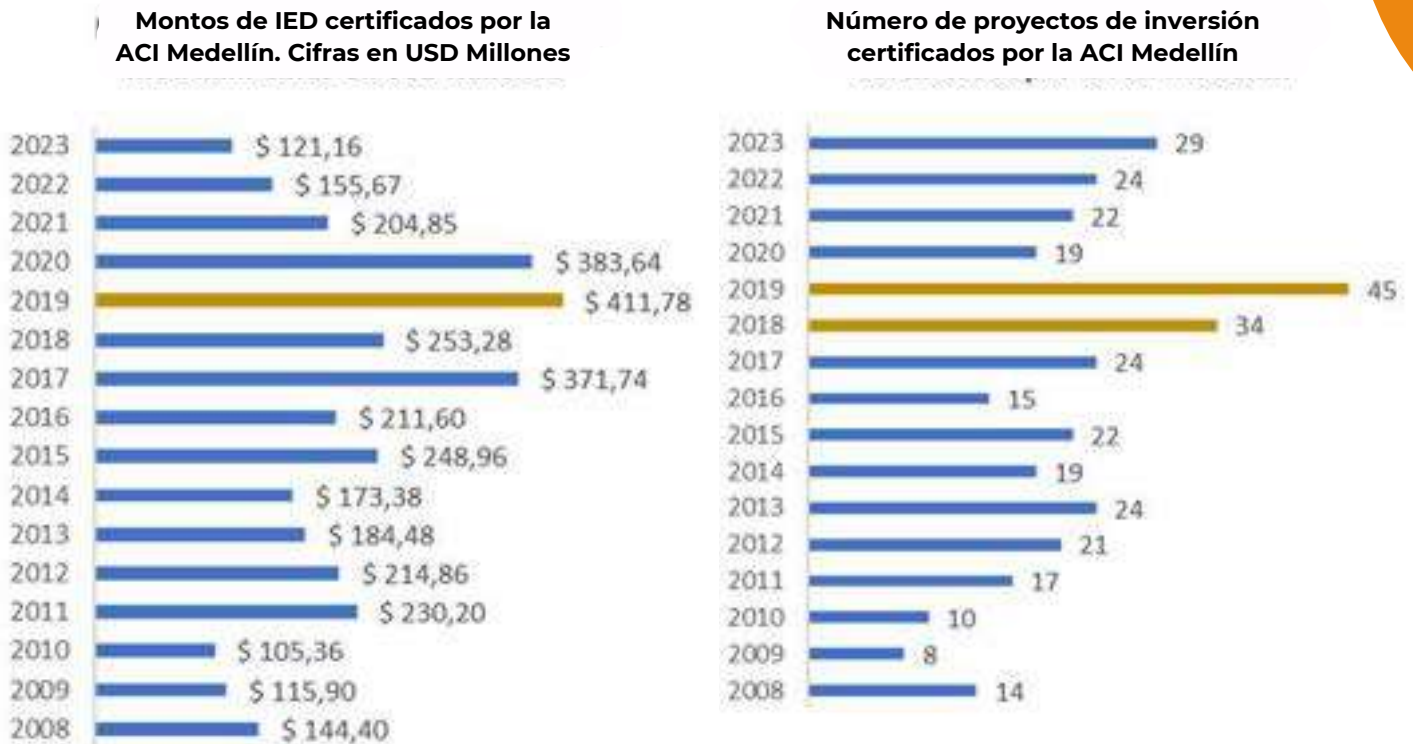 Montos de IED certificados por la
ACI Medellín. Cifras en USD Millones
2023 $ 121,16
2022 $ 155,67
2021 $ 204,85
2020 $ 383,64
2019 $ 411,78
2018 $ 253,28
2017 $ 371,74
2016 $ 211,60
2015 $ 248,96
2014 $ 173,38
2013 $ 184,48
2012 $ 214,86
2011 $ 230,20
2010 $ 105,36
2009 $ 115,90
2008 $ 144,40
Número de proyectos de inversión
certificados por la ACI Medellín
2023 29
2022 24
2021 22
2020 19
2019 45
2018 34
2017 24
2016 15
2015 22
2014 19
2013 24
2012 21
2011 17
2010 10
2009 8
2008 14